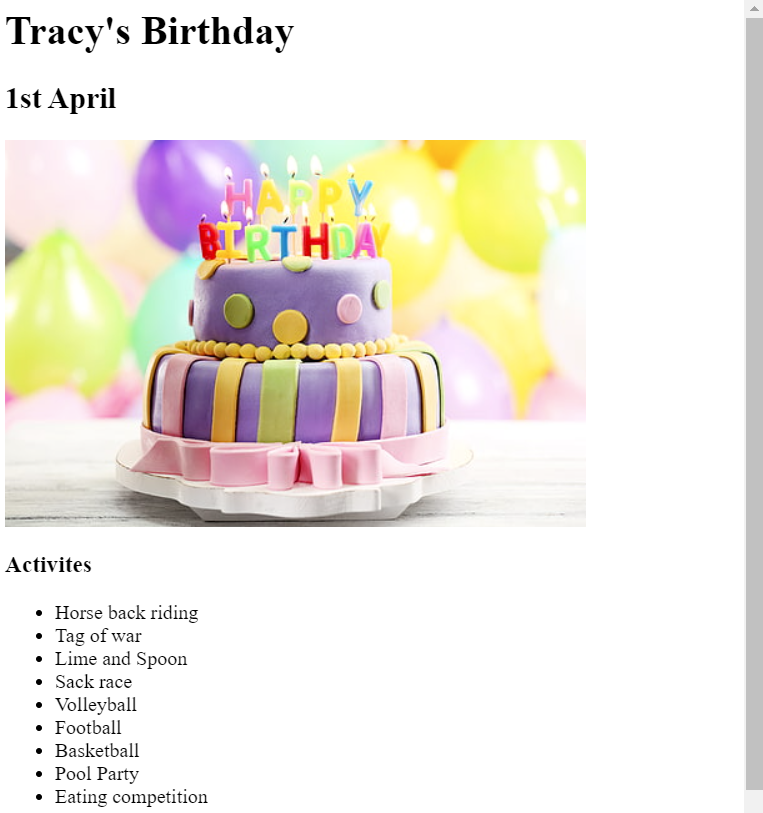 Tracy's Birthday
1st April
HAPPY
BIRTHDAY
Activites
Horse back riding
Tag of war
Lime and Spoon
Sack race
Volleyball
Football
Basketball
Pool Party
Eating competition